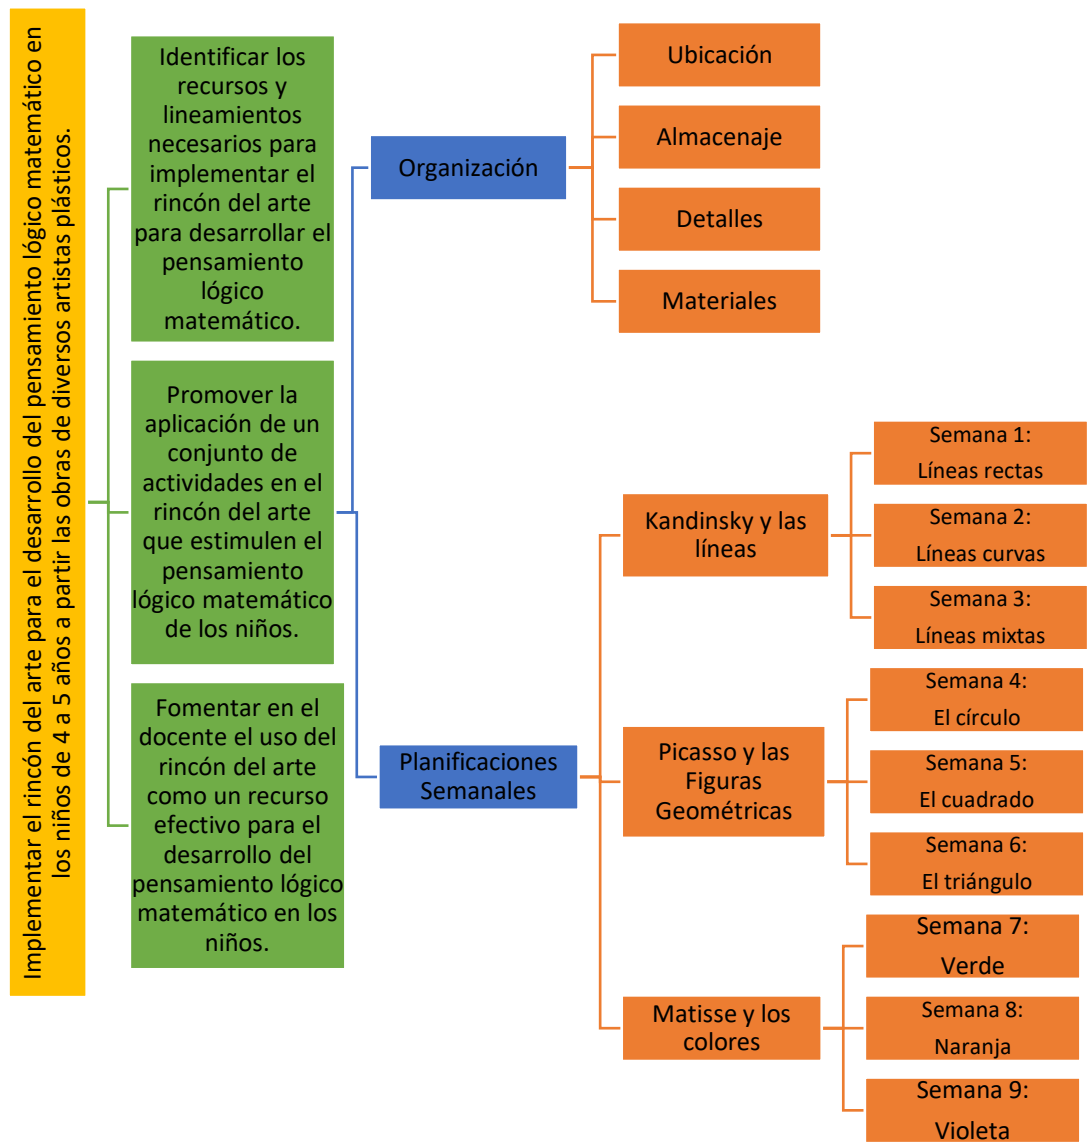 Implementar el rincón del arte para el desarrollo del pensamiento lógico matemático en
los niños de 4 a 5 años a partir las obras de diversos artistas plásticos.
Identificar los
recursos y
lineamientos
necesarios para
implementar el
rincón del arte
para desarrollar el
pensamiento
lógico
matemático.
Promover la
aplicación de un
conjunto de
actividades en el
rincón del arte
que estimulen el
pensamiento
lógico matemático
de los niños.
Fomentar en el
docente el uso del
rincón del arte
como un recurso
efectivo para el
desarrollo del
pensamiento lógico
matemático en los
niños.
Organización
Ubicación
Almacenaje
Detalles
Materiales
Planificaciones
Semanales
Kandinsky y las
líneas
Semana 1:
Líneas rectas
Semana 2:
Líneas curvas
Semana 3:
Líneas mixtas
Picasso y las
Figuras
Geométricas
Semana 4:
El círculo
Semana 5:
El cuadrado
Semana 6:
El triángulo
Matisse y los
colores
Semana 7:
Verde
Semana 8:
Naranja
Semana 9:
Violeta